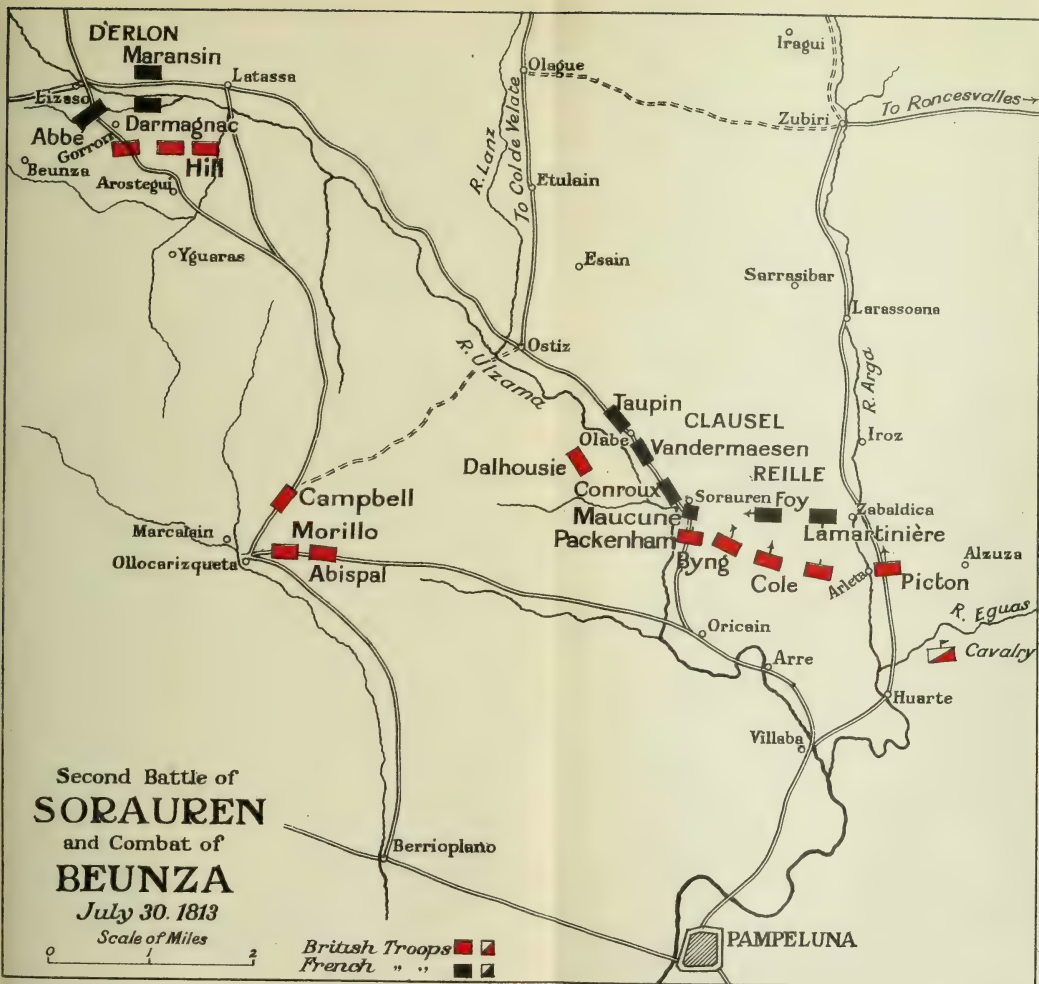 D'ERLON
Maransin
Iragui
Olague
Latassa
Lizaso
To Roncesvalles→
Zubiri
Abbe
Darmagnac
Gorron
Hill
Beunza
Arostegui
R. Lanz
To Col de Velate
Etulain
Yguaras
Esain
Sarrasibar
Larassoana
Ostiz
R. Ulzama
R. Arga
Taupin
CLAUSEL
Olabe
Vandermaesen
Iroz
Dalhousie
REILLE
Conroux
Sorauren
Foy
Campbell
Maucune
Zabaldica
Morillo
Packenham
Lamartinière
Marcalain
Ollocarizqueta
Abispal
Byng
Cole
Arleta
Picton
Alzuza
R. Eguas
Oricain
Cavalry
Arre
Huarte
Villaba
Second Battle of
SORAUREN
and Combat of
BEUNZA
July 30. 1813
Scale of Miles
0 1 2
Berrioplano
British Troops
French " "
PAMPELUNA